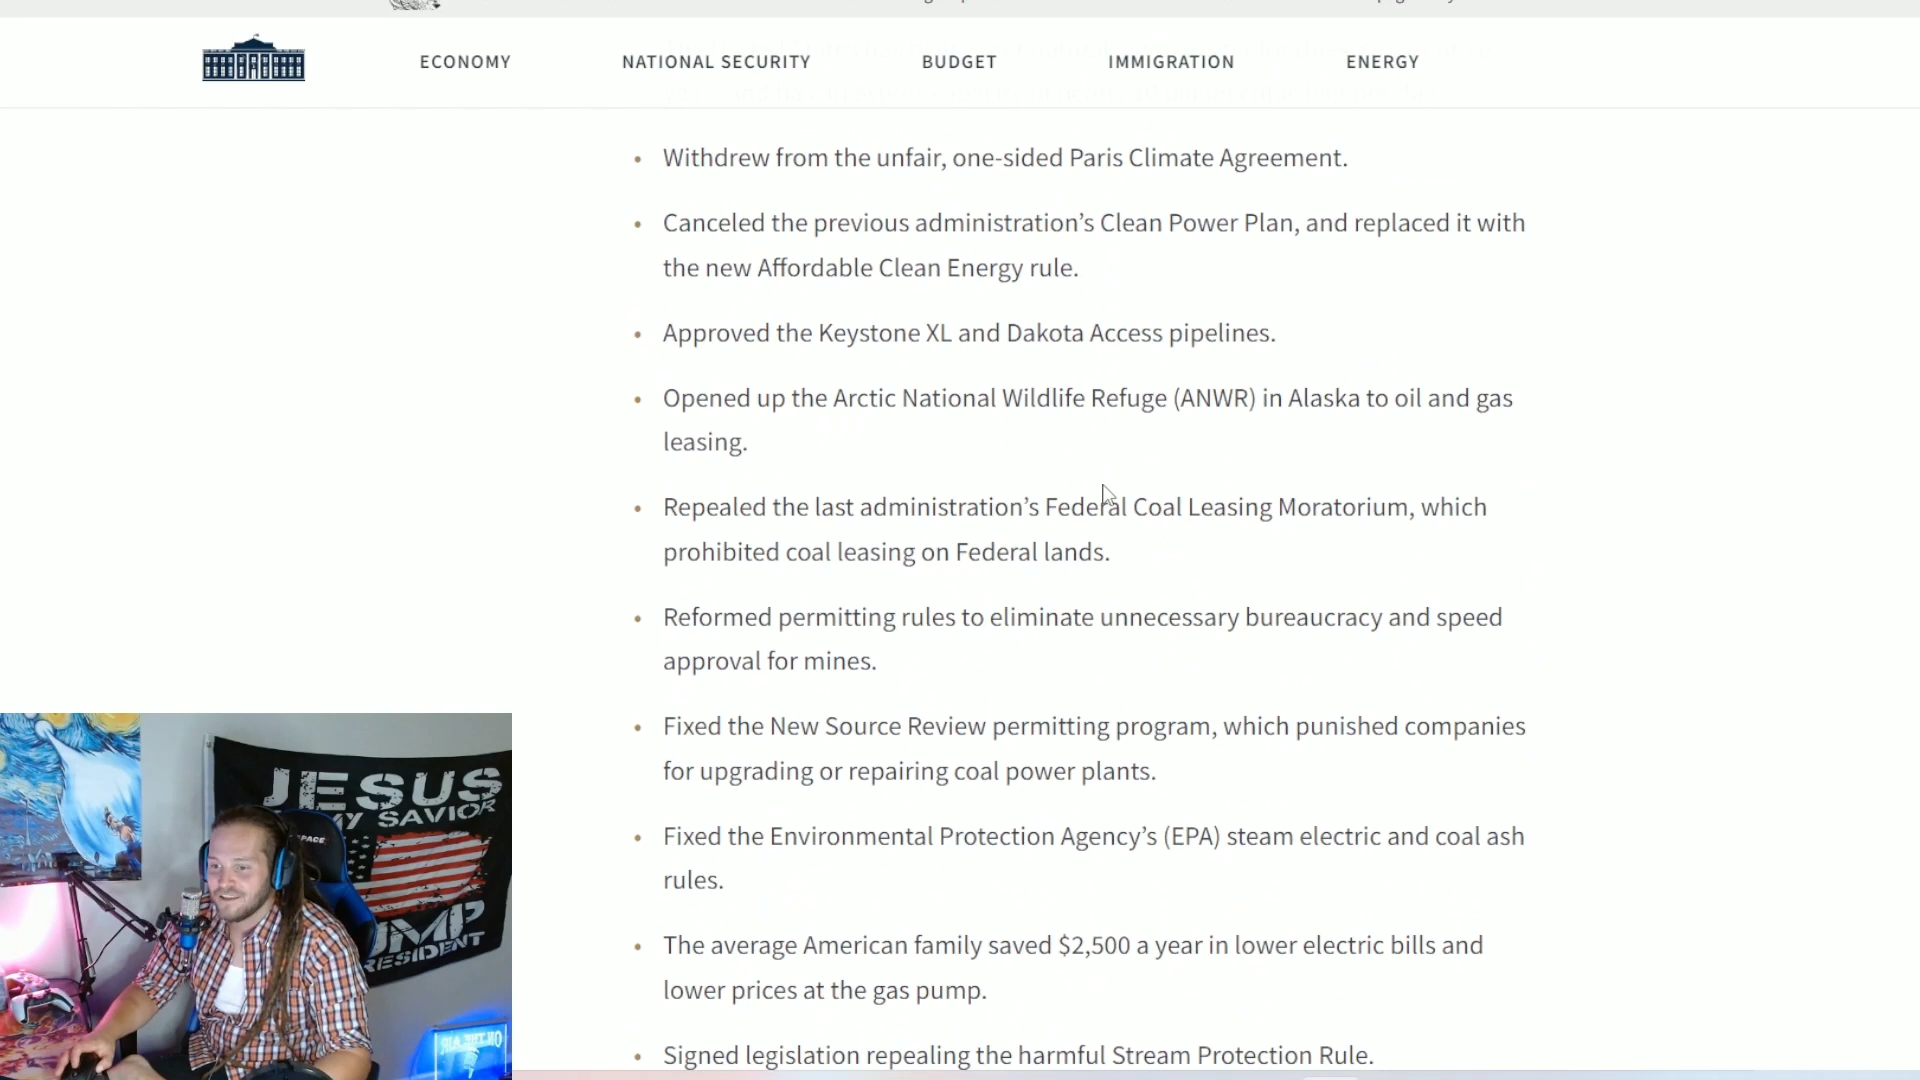 ECONOMY NATIONAL SECURITY BUDGET IMMIGRATION ENERGY
• Withdrew from the unfair, one-sided Paris Climate Agreement.
• Canceled the previous administration’s Clean Power Plan, and replaced it with
the new Affordable Clean Energy rule.
• Approved the Keystone XL and Dakota Access pipelines.
• Opened up the Arctic National Wildlife Refuge (ANWR) in Alaska to oil and gas
leasing.
• Repealed the last administration’s Federal Coal Leasing Moratorium, which
prohibited coal leasing on Federal lands.
• Reformed permitting rules to eliminate unnecessary bureaucracy and speed
approval for mines.
• Fixed the New Source Review permitting program, which punished companies
for upgrading or repairing coal power plants.
• Fixed the Environmental Protection Agency’s (EPA) steam electric and coal ash
rules.
• The average American family saved $2,500 a year in lower electric bills and
lower prices at the gas pump.
• Signed legislation repealing the harmful Stream Protection Rule.
JESUS
MY SAVIOR
UMP
RESIDENT
SPACE
ON THE AIR